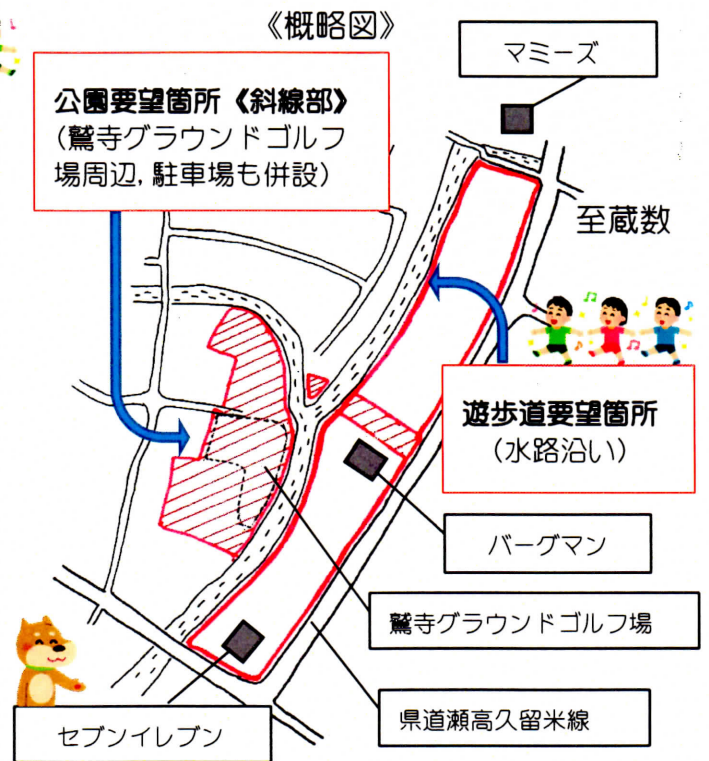 《概略図》
マミーズ
公園要望箇所《斜線部》
(鷲寺グラウンドゴルフ
場周辺,駐車場も併設)
至蔵数
遊歩道要望箇所
(水路沿い)
バーグマン
鷲寺グラウンドゴルフ場
県道瀬高久留米線
セブンイレブン